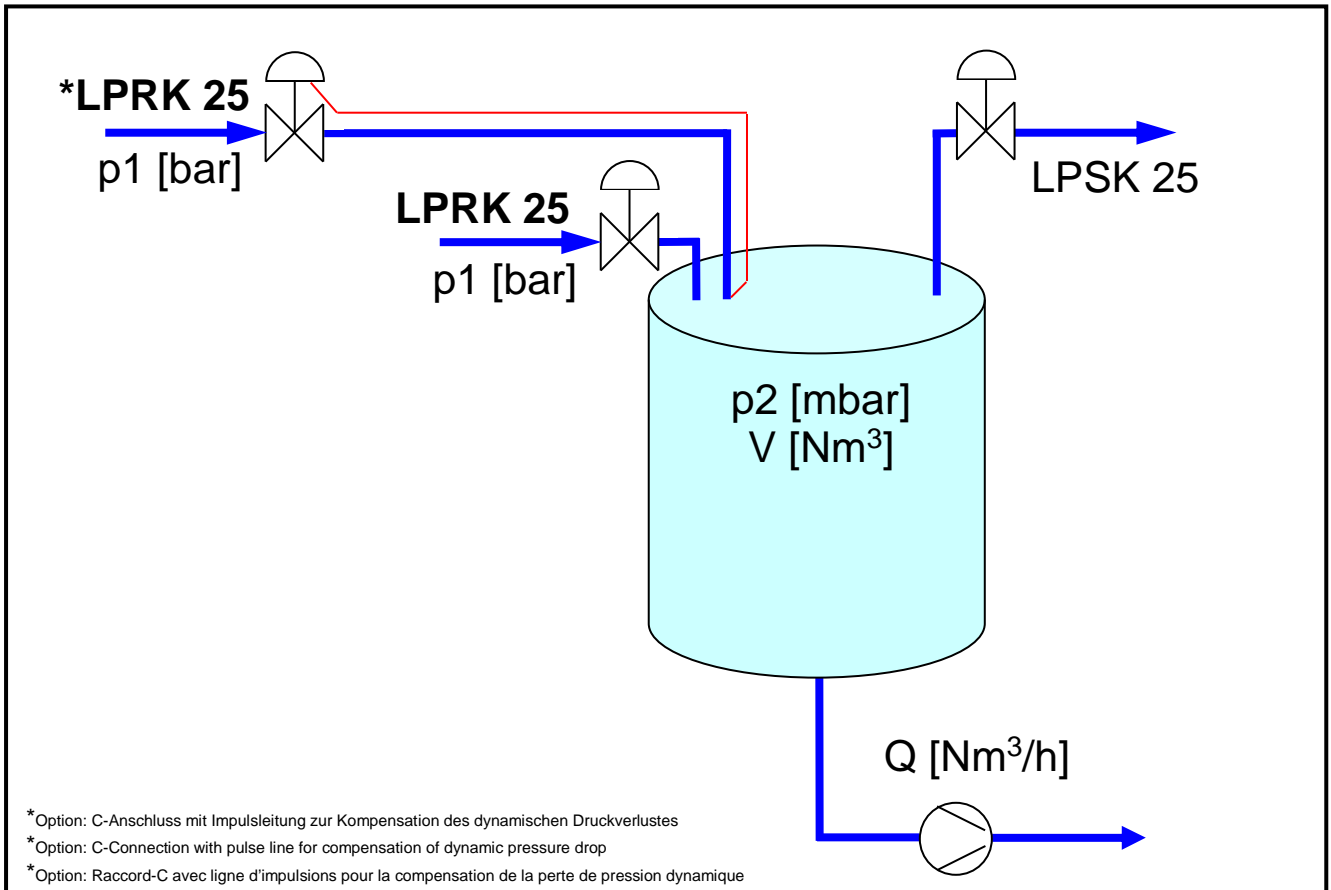 *LPRK 25
p1 [bar]
LPRK 25
p1 [bar]
LPSK 25
p2 [mbar]
V [Nm³]
Q [Nm³/h]
*Option: C-Anschluss mit Impulsleitung zur Kompensation des dynamischen Druckverlustes
*Option: C-Connection with pulse line for compensation of dynamic pressure drop
*Option: Raccord-C avec ligne d'impulsions pour la compensation de la perte de pression dynamique